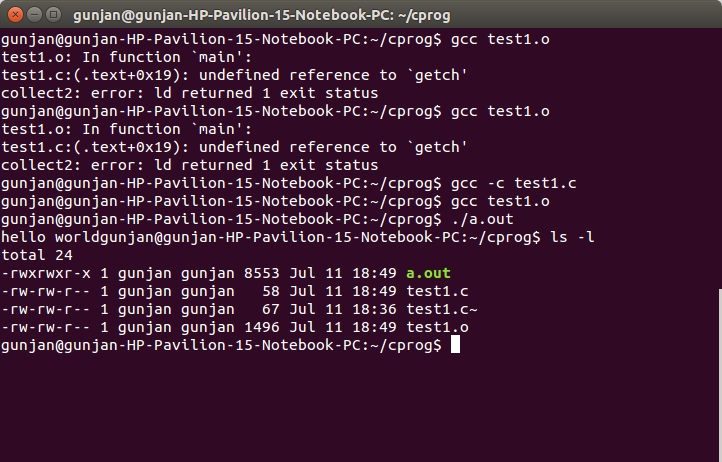 gunjan@gunjan-HP-Pavilion-15-Notebook-PC: ~/cprog
gunjan@gunjan-HP-Pavilion-15-Notebook-PC:~/cprog$ gcc test1.o
test1.o: In function `main':
test1.c:(.text+0x19): undefined reference to `getch'
collect2: error: ld returned 1 exit status
gunjan@gunjan-HP-Pavilion-15-Notebook-PC:~/cprog$ gcc test1.o
test1.o: In function `main':
test1.c:(.text+0x19): undefined reference to `getch'
collect2: error: ld returned 1 exit status
gunjan@gunjan-HP-Pavilion-15-Notebook-PC:~/cprog$ gcc -c test1.c
gunjan@gunjan-HP-Pavilion-15-Notebook-PC:~/cprog$ gcc test1.o
gunjan@gunjan-HP-Pavilion-15-Notebook-PC:~/cprog$ ./a.out
hello worldgunjan@gunjan-HP-Pavilion-15-Notebook-PC:~/cprog$ ls -l
total 24
-rwxrwxr-x 1 gunjan gunjan 8553 Jul 11 18:49 a.out
-rw-rw-r-- 1 gunjan gunjan   58 Jul 11 18:49 test1.c
-rw-rw-r-- 1 gunjan gunjan   67 Jul 11 18:36 test1.c~
-rw-rw-r-- 1 gunjan gunjan 1496 Jul 11 18:49 test1.o
gunjan@gunjan-HP-Pavilion-15-Notebook-PC:~/cprog$